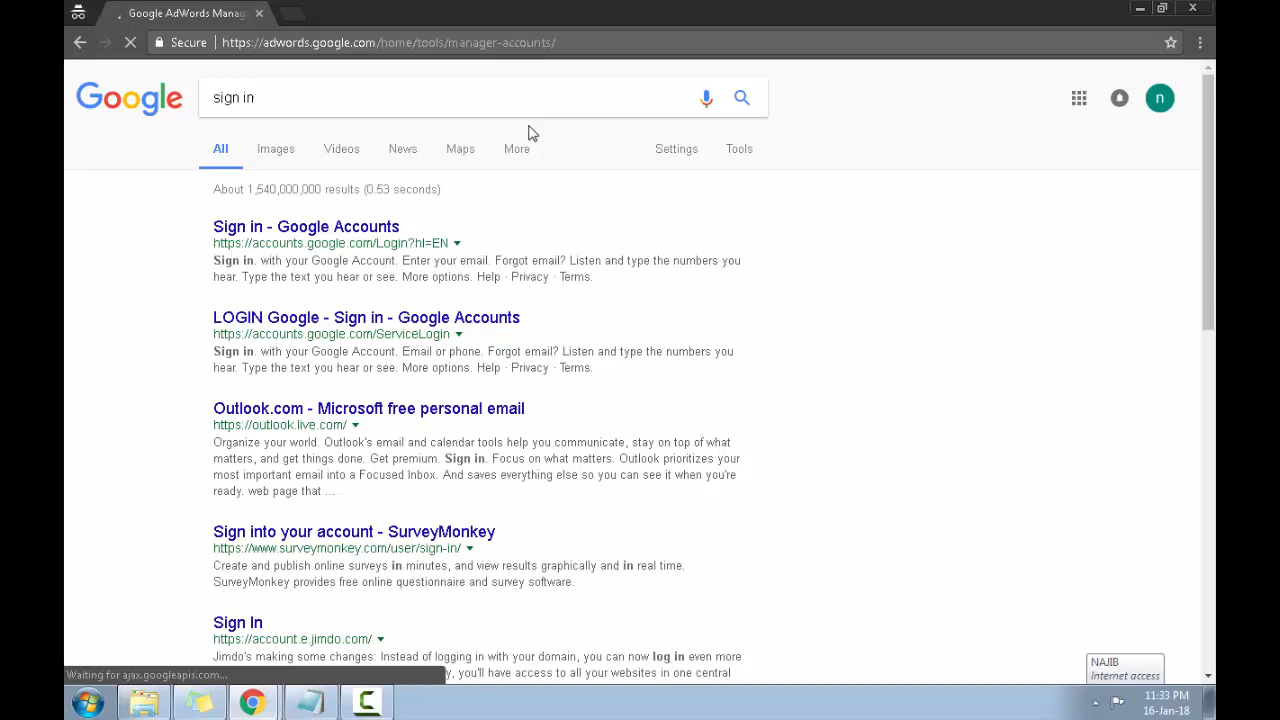 Google AdWords Mana
Secure
https://adwords.google.com/home/tools/manager-accounts/
Google
sign in
n
All
Images
Videos
News
Maps
More
Settings
Tools
About 1,540,000,000 results (0.53 seconds)
Sign in - Google Accounts
https://accounts.google.com/Login?hl=EN
Sign in. with your Google Account. Enter your email. Forgot email? Listen and type the numbers you
hear. Type the text you hear or see. More options. Help · Privacy · Terms.
LOGIN Google - Sign in - Google Accounts
https://accounts.google.com/ServiceLogin
Sign in. with your Google Account. Email or phone. Forgot email? Listen and type the numbers you
hear. Type the text you hear or see. More options. Help · Privacy · Terms.
Outlook.com - Microsoft free personal email
https://outlook.live.com/
Organize your world. Outlook's email and calendar tools help you communicate, stay on top of what
matters, and get things done. Get premium. Sign in. Focus on what matters. Outlook prioritizes your
most important email into a Focused Inbox. And saves everything else so you can see it when you're
ready. web page that ...
Sign into your account - SurveyMonkey
https://www.surveymonkey.com/user/sign-in/
Create and publish online surveys in minutes, and view results graphically and in real time.
SurveyMonkey provides free online questionnaire and survey software.
Sign In
https://account.e.jimdo.com/
Jimdo's making some changes: Instead of logging in with your domain, you can now log in even more
y, you'll have access to all your websites in one central
Waiting for ajax.googleapis.com...
NAJIB
Internet access
11:33 PM
16-Jan-18